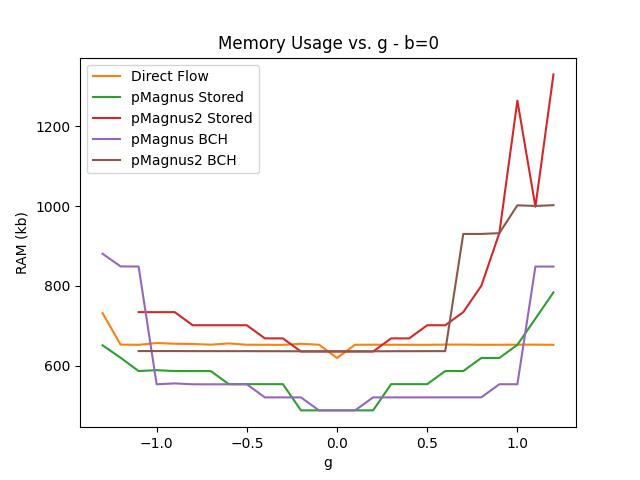 Memory Usage vs. g - b=0
Direct Flow
pMagnus Stored
pMagnus2 Stored
pMagnus BCH
pMagnus2 BCH
RAM (kb)
1200
1000
800
600
−1.0 −0.5 0.0 0.5 1.0
g